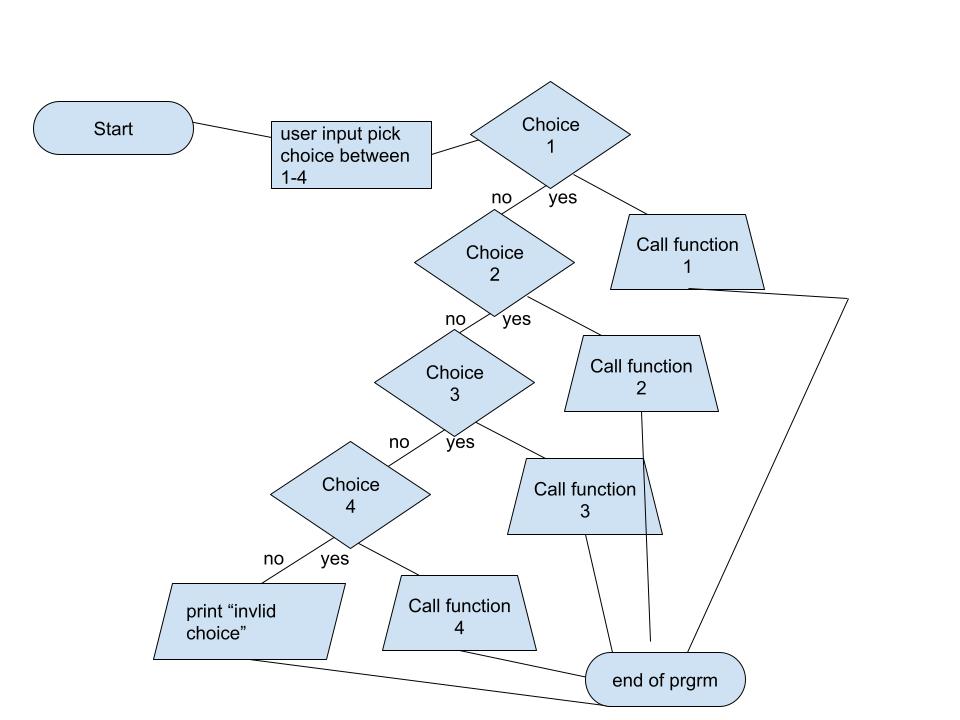 Start
user input pick
choice between
1-4
Choice
1
no
yes
Call function
1
Choice
2
no
yes
Call function
2
Choice
3
no
yes
Call function
3
Choice
4
no
yes
print “invlid
choice”
Call function
4
end of prgrm